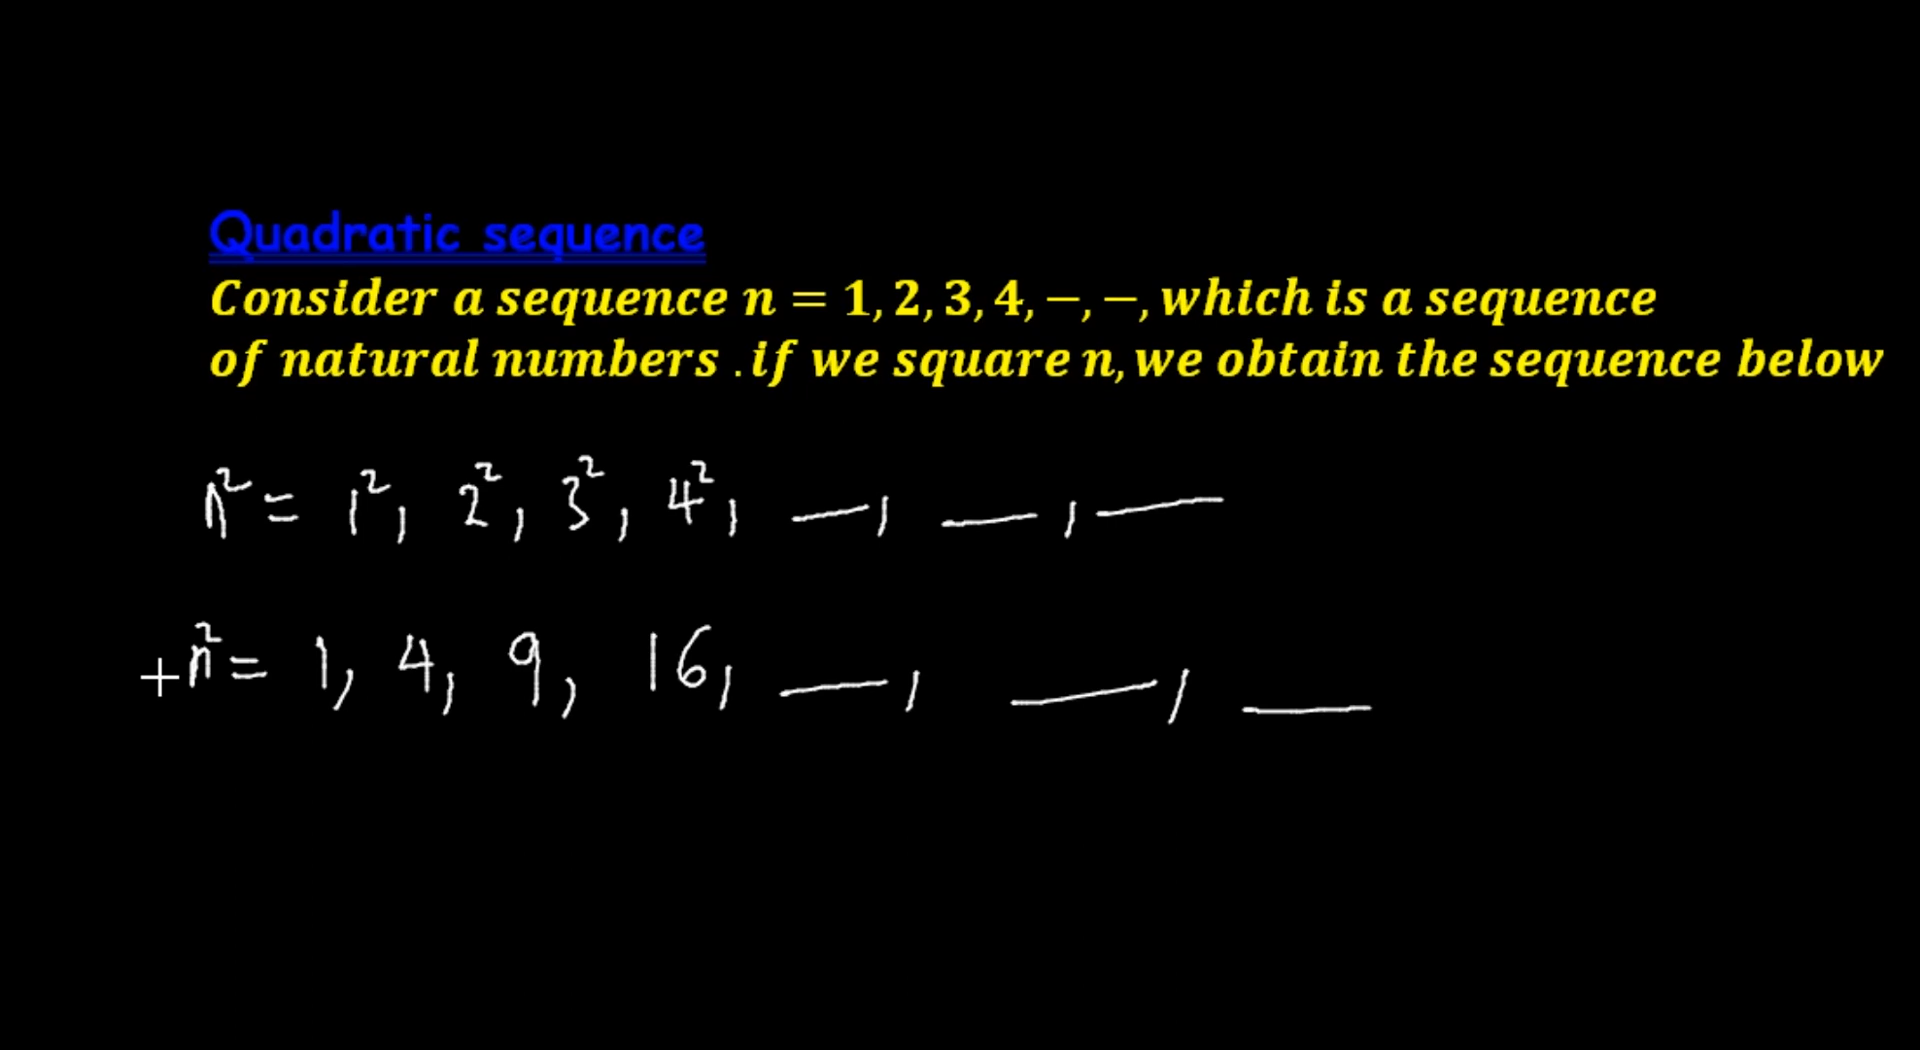 Quadratic sequence
Consider a sequence n = 1, 2, 3, 4, −, −, which is a sequence
of natural numbers . if we square n, we obtain the sequence below
n² = 1², 2², 3², 4², —, —, —
n² = 1, 4, 9, 16, —, —, —